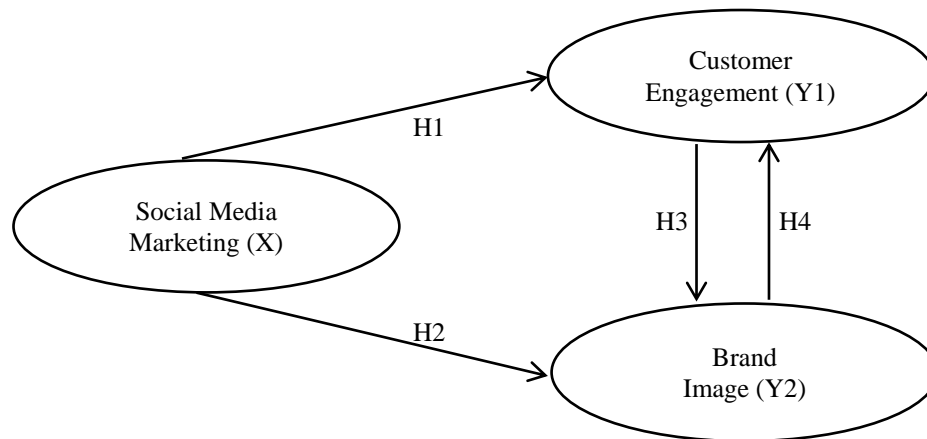 Customer
Engagement (Y1)
H1
Social Media
Marketing (X)
H3
H4
H2
Brand
Image (Y2)